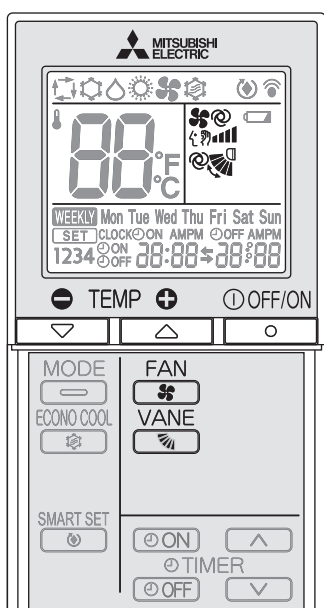 MITSUBISHI
ELECTRIC
88°F
°C
WEEKLY Mon Tue Wed Thu Fri Sat Sun
SET CLOCK ON AMPM OFF AMPM
1234 ON 88:88 88:88
OFF
TEMP OFF/ON
MODE FAN
ECONO COOL VANE
SMART SET
ON
TIMER
OFF